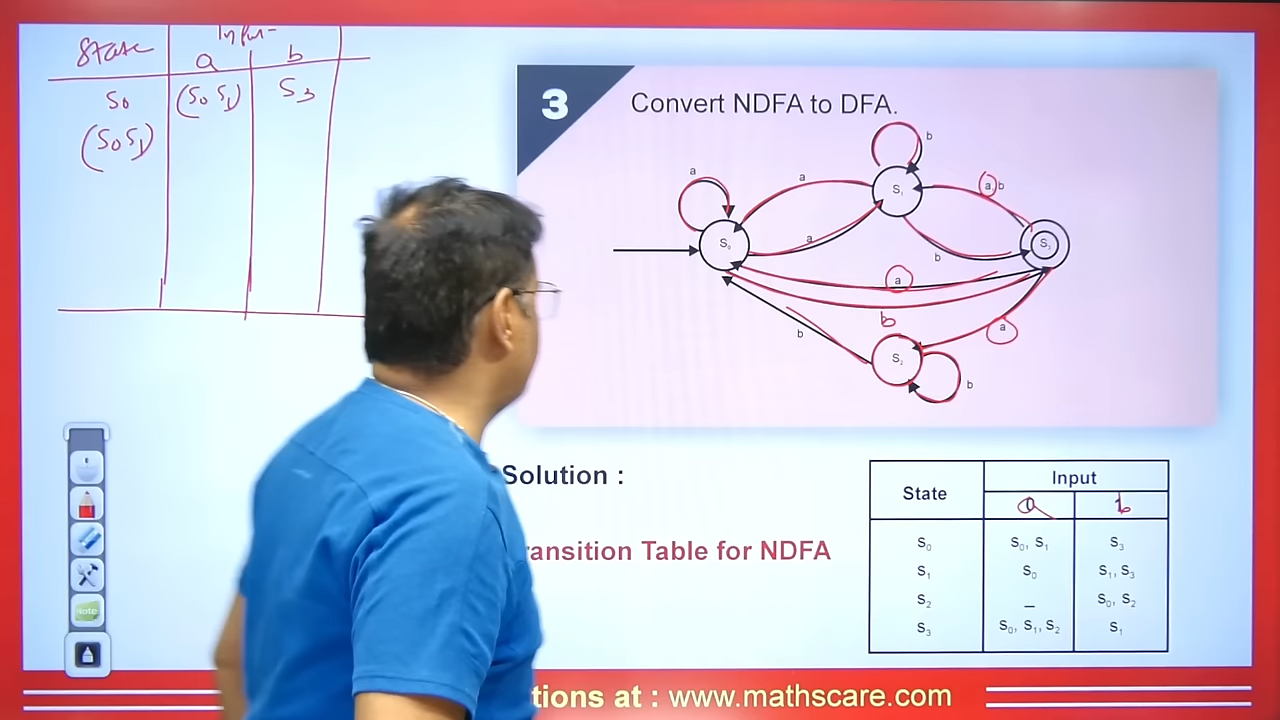 State
Input
a
b
S0
(S0 S1)
S3
(S0 S1)
3
Convert NDFA to DFA.
b
a
a
S1
a, b
S0
a
S3
b
a
b
b
a
S2
b
Solution :
ransition Table for NDFA
State
Input
a
b
S0
S0, S1
S3
S1
S0
S1, S3
S2
–
S0, S2
S3
S0, S1, S2
S1
Note
tions at : www.mathscare.com